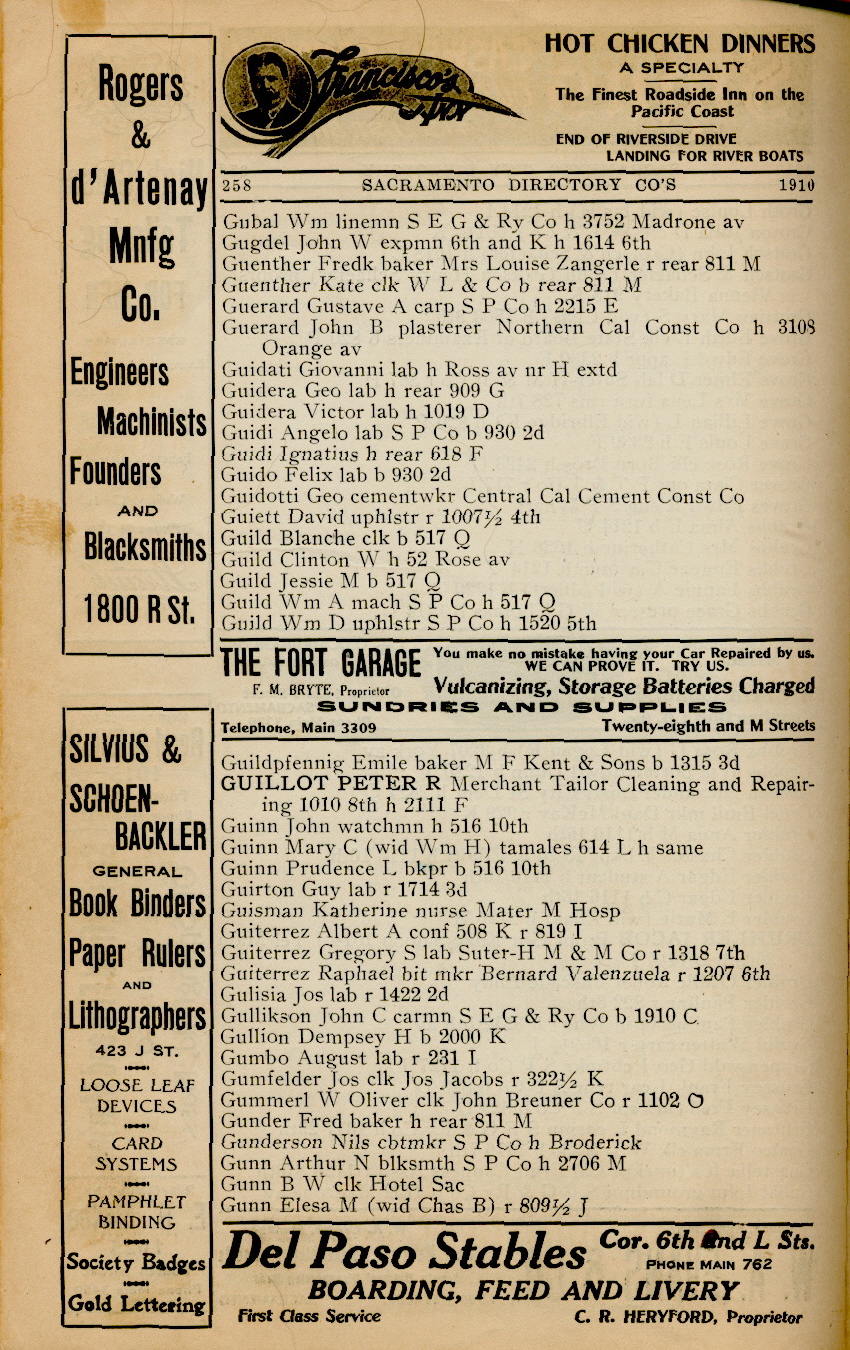 Francisco's
Inn
HOT CHICKEN DINNERS
A SPECIALTY
The Finest Roadside Inn on the
Pacific Coast
END OF RIVERSIDE DRIVE
LANDING FOR RIVER BOATS
258 SACRAMENTO DIRECTORY CO'S 1910
Rogers
&
d'Artenay
Mnfg
Co.
Engineers
Machinists
Founders
AND
Blacksmiths
1800 R St.
Gubal Wm linemn S E G & Ry Co h 3752 Madrone av
Gugdel John W expmn 6th and K h 1614 6th
Guenther Fredk baker Mrs Louise Zangerle r rear 811 M
Guenther Kate clk W L & Co b rear 811 M
Guerard Gustave A carp S P Co h 2215 E
Guerard John B plasterer Northern Cal Const Co h 3108
Orange av
Guidati Giovanni lab h Ross av nr H extd
Guidera Geo lab h rear 909 G
Guidera Victor lab h 1019 D
Guidi Angelo lab S P Co b 930 2d
Guidi Ignatius h rear 618 F
Guido Felix lab b 930 2d
Guidotti Geo cementwkr Central Cal Cement Const Co
Guiett David uphlstr r 1007½ 4th
Guild Blanche clk b 517 Q
Guild Clinton W h 52 Rose av
Guild Jessie M b 517 Q
Guild Wm A mach S P Co h 517 Q
Guild Wm D uphlstr S P Co h 1520 5th
THE FORT GARAGE
F. M. BRYTE, Proprietor
You make no mistake having your Car Repaired by us.
WE CAN PROVE IT. TRY US.
Vulcanizing, Storage Batteries Charged
SUNDRIES AND SUPPLIES
Telephone, Main 3309 Twenty-eighth and M Streets
SILVIUS &
SCHOEN-
BACKLER
GENERAL
Book Binders
Paper Rulers
AND
Lithographers
423 J ST.
LOOSE LEAF
DEVICES
CARD
SYSTEMS
PAMPHLET
BINDING
Society Badges
Gold Lettering
Guildpfennig Emile baker M F Kent & Sons b 1315 3d
GUILLOT PETER R Merchant Tailor Cleaning and Repair-
ing 1010 8th h 2111 F
Guinn John watchmn h 516 10th
Guinn Mary C (wid Wm H) tamales 614 L h same
Guinn Prudence L bkpr b 516 10th
Guirton Guy lab r 1714 3d
Guisman Katherine nurse Mater M Hosp
Guiterrez Albert A conf 508 K r 819 I
Guiterrez Gregory S lab Suter-H M & M Co r 1318 7th
Guiterrez Raphael bit mkr Bernard Valenzuela r 1207 6th
Gulisia Jos lab r 1422 2d
Gullikson John C carmn S E G & Ry Co b 1910 C
Gullion Dempsey H b 2000 K
Gumbo August lab r 231 I
Gumfelder Jos clk Jos Jacobs r 322½ K
Gummerl W Oliver clk John Breuner Co r 1102 O
Gunder Fred baker h rear 811 M
Gunderson Nils cbtmkr S P Co h Broderick
Gunn Arthur N blksmth S P Co h 2706 M
Gunn B W clk Hotel Sac
Gunn Elesa M (wid Chas B) r 809½ J
Del Paso Stables
Cor. 6th and L Sts.
PHONE MAIN 762
BOARDING, FEED AND LIVERY
First Class Service C. R. HERYFORD, Proprietor